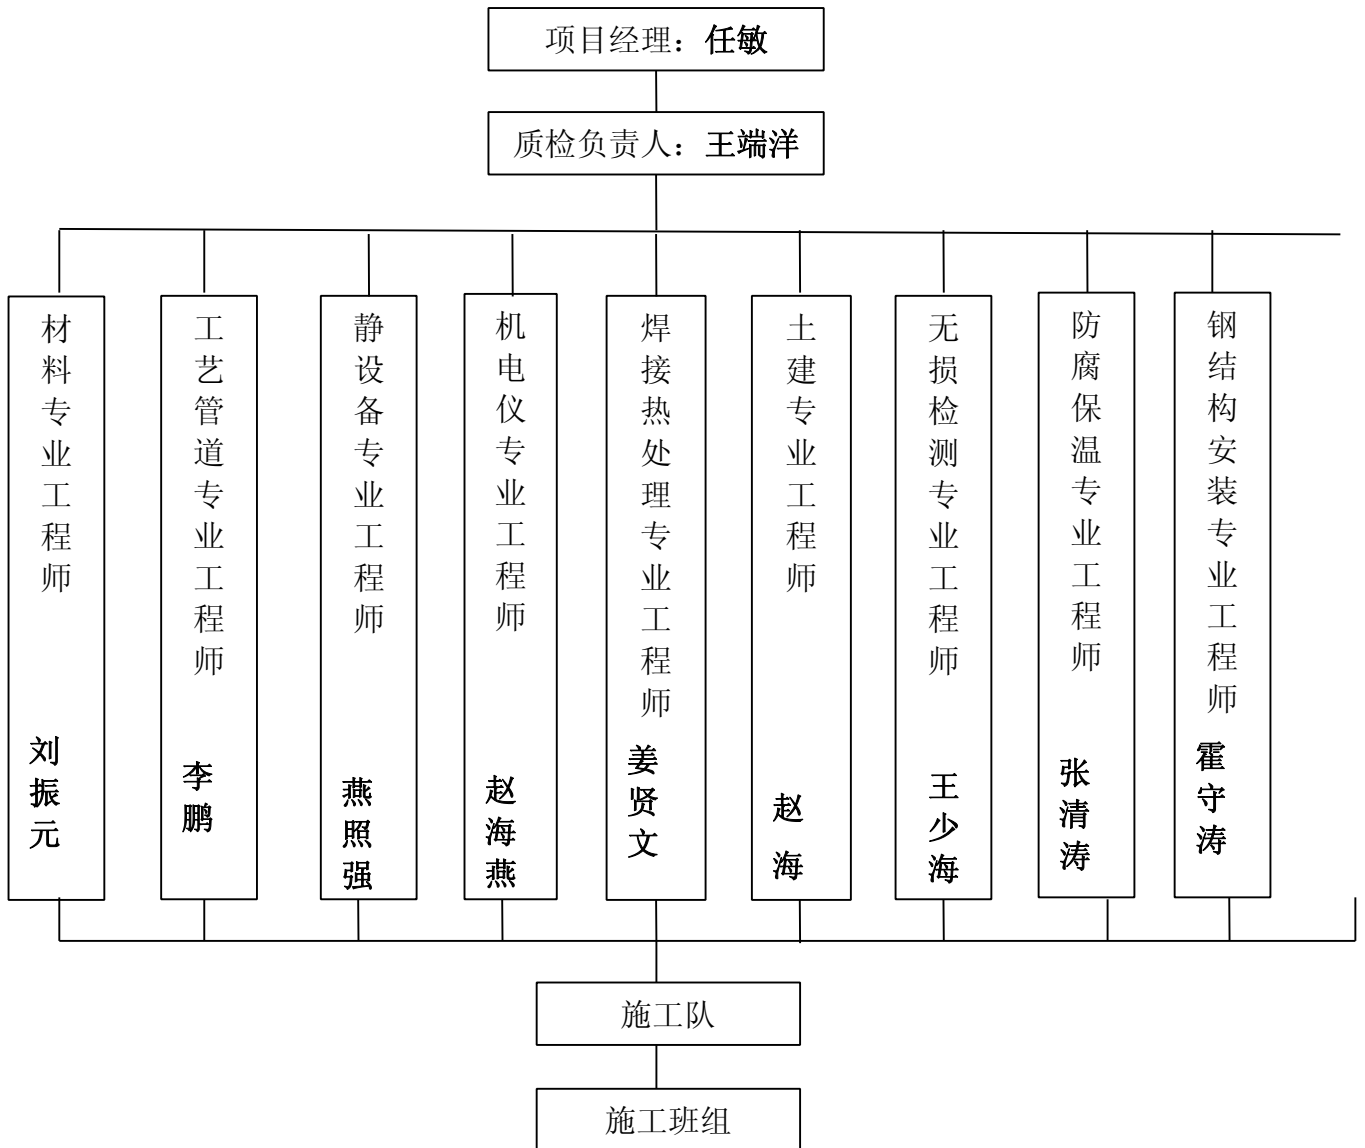 项目经理：任敏
质检负责人：王端洋
材料专业工程师
刘振元
工艺管道专业工程师
李鹏
静设备专业工程师
燕照强
机电仪专业工程师
赵海燕
焊接热处理专业工程师
姜贤文
土建专业工程师
赵海
无损检测专业工程师
王少海
防腐保温专业工程师
张清涛
钢结构安装专业工程师
霍守涛
施工队
施工班组